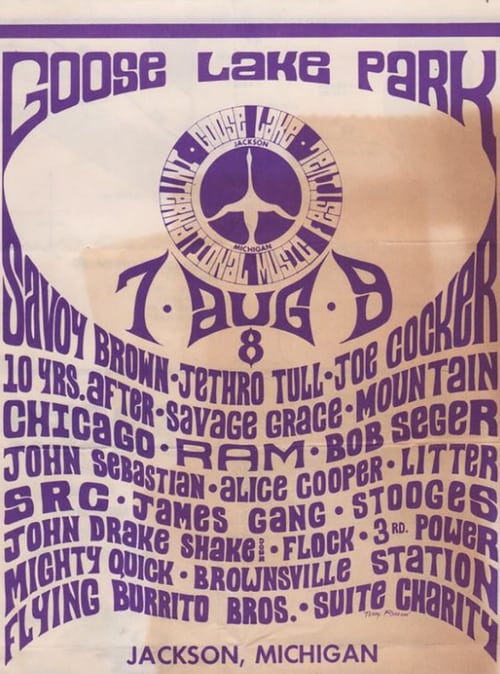 GOOSE LAKE PARK
GOOSE LAKE
INTERNATIONAL MUSIC FESTIVAL
JACKSON
MICHIGAN
7 · AUG · 9
8
SAVOY BROWN · JETHRO TULL · JOE COCKER
10 YRS. AFTER · SAVAGE GRACE · MOUNTAIN
CHICAGO · RAM · BOB SEGER
JOHN SEBASTIAN · ALICE COOPER · LITTER
SRC · JAMES GANG · STOOGES
JOHN DRAKE SHAKEDOWN · FLOCK · 3RD. POWER
MIGHTY QUICK · BROWNSVILLE STATION
FLYING BURRITO BROS. · SUITE CHARITY
JACKSON, MICHIGAN